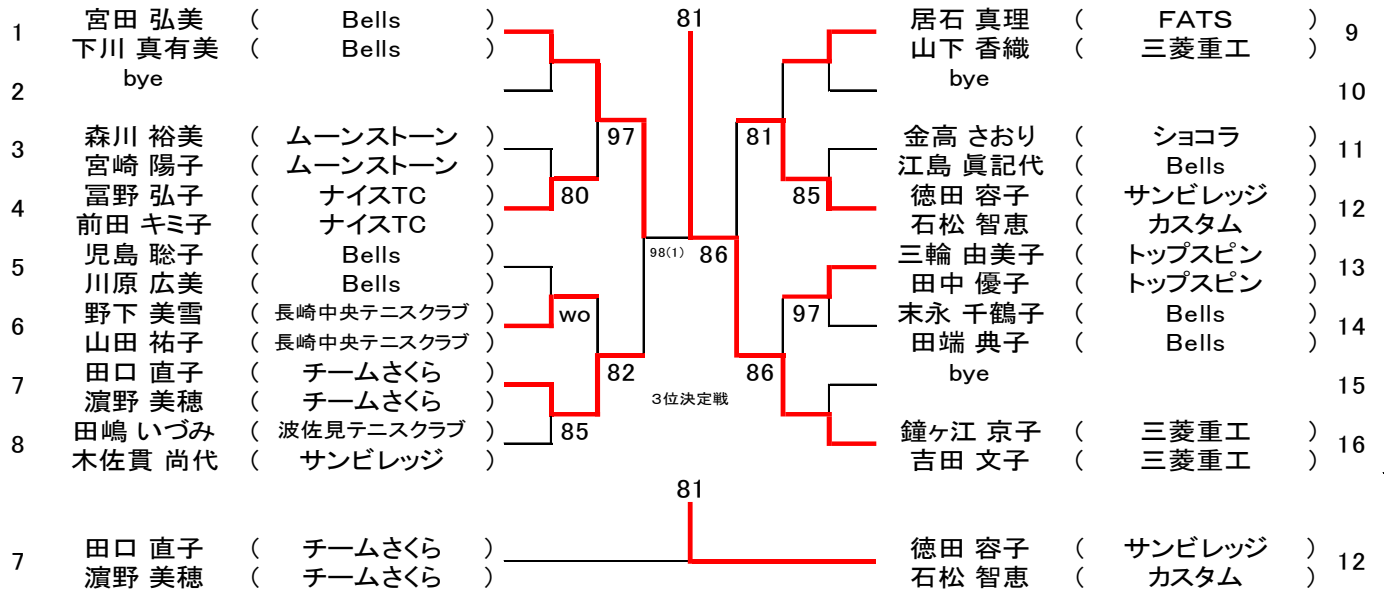 81
1 宮田 弘美 ( Bells )
下川 真有美 ( Bells )
2 bye
3 森川 裕美 ( ムーンストーン )
宮崎 陽子 ( ムーンストーン )
4 冨野 弘子 ( ナイスTC )
前田 キミ子 ( ナイスTC )
5 児島 聡子 ( Bells )
川原 広美 ( Bells )
6 野下 美雪 ( 長崎中央テニスクラブ )
山田 祐子 ( 長崎中央テニスクラブ )
7 田口 直子 ( チームさくら )
濵野 美穂 ( チームさくら )
8 田嶋 いづみ ( 波佐見テニスクラブ )
木佐貫 尚代 ( サンビレッジ )
97
80
wo
82
85
98(1) 86
81
85
97
86
3位決定戦
居石 真理 ( FATS ) 9
山下 香織 ( 三菱重工 )
bye 10
金高 さおり ( ショコラ ) 11
江島 眞記代 ( Bells )
徳田 容子 ( サンビレッジ ) 12
石松 智恵 ( カスタム )
三輪 由美子 ( トップスピン ) 13
田中 優子 ( トップスピン )
末永 千鶴子 ( Bells ) 14
田端 典子 ( Bells )
bye 15
鐘ヶ江 京子 ( 三菱重工 ) 16
吉田 文子 ( 三菱重工 )
81
7 田口 直子 ( チームさくら )
濵野 美穂 ( チームさくら )
徳田 容子 ( サンビレッジ ) 12
石松 智恵 ( カスタム )